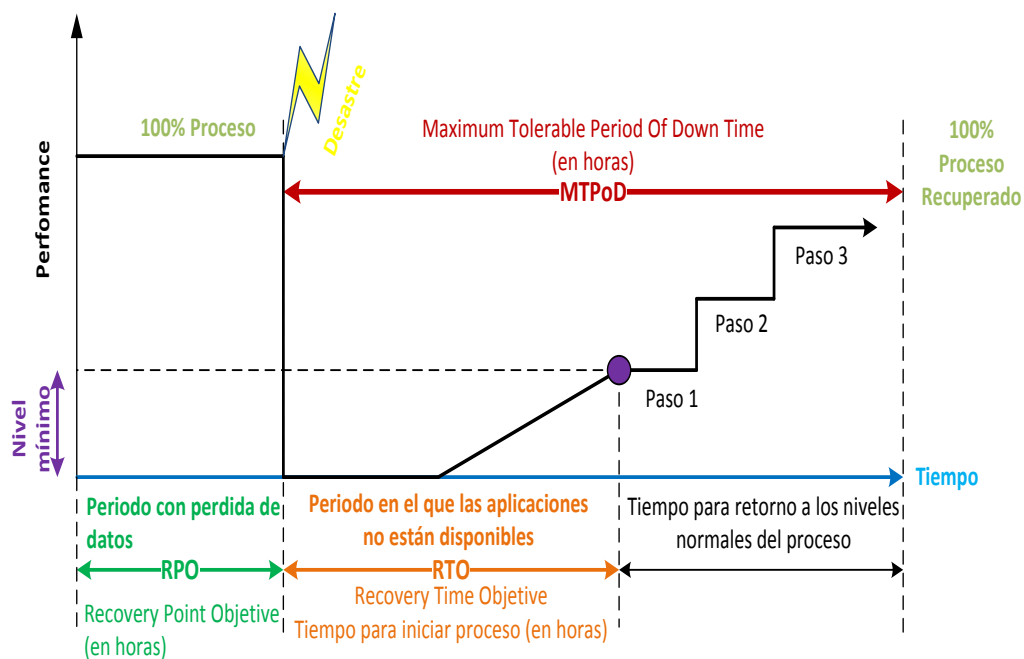 Desastre
100% Proceso
Maximum Tolerable Period Of Down Time
(en horas)
MTPoD
100%
Proceso
Recuperado
Perfomance
Paso 3
Paso 2
Paso 1
Nivel
mínimo
Tiempo
Periodo con perdida de
datos
RPO
Recovery Point Objetive
(en horas)
Periodo en el que las aplicaciones
no están disponibles
RTO
Recovery Time Objetive
Tiempo para iniciar proceso (en horas)
Tiempo para retorno a los niveles
normales del proceso